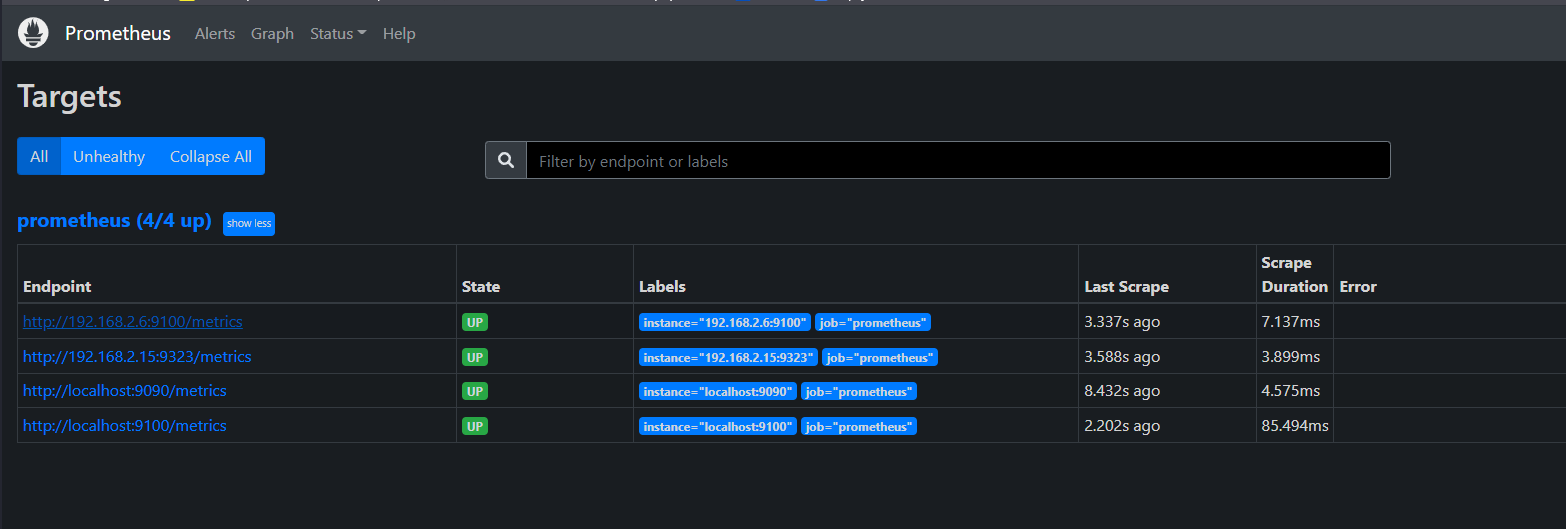 Prometheus Alerts Graph Status Help
Targets
All Unhealthy Collapse All
Filter by endpoint or labels
prometheus (4/4 up) show less
Endpoint State Labels Last Scrape Scrape Duration Error
http://192.168.2.6:9100/metrics UP instance="192.168.2.6:9100" job="prometheus" 3.337s ago 7.137ms
http://192.168.2.15:9323/metrics UP instance="192.168.2.15:9323" job="prometheus" 3.588s ago 3.899ms
http://localhost:9090/metrics UP instance="localhost:9090" job="prometheus" 8.432s ago 4.575ms
http://localhost:9100/metrics UP instance="localhost:9100" job="prometheus" 2.202s ago 85.494ms